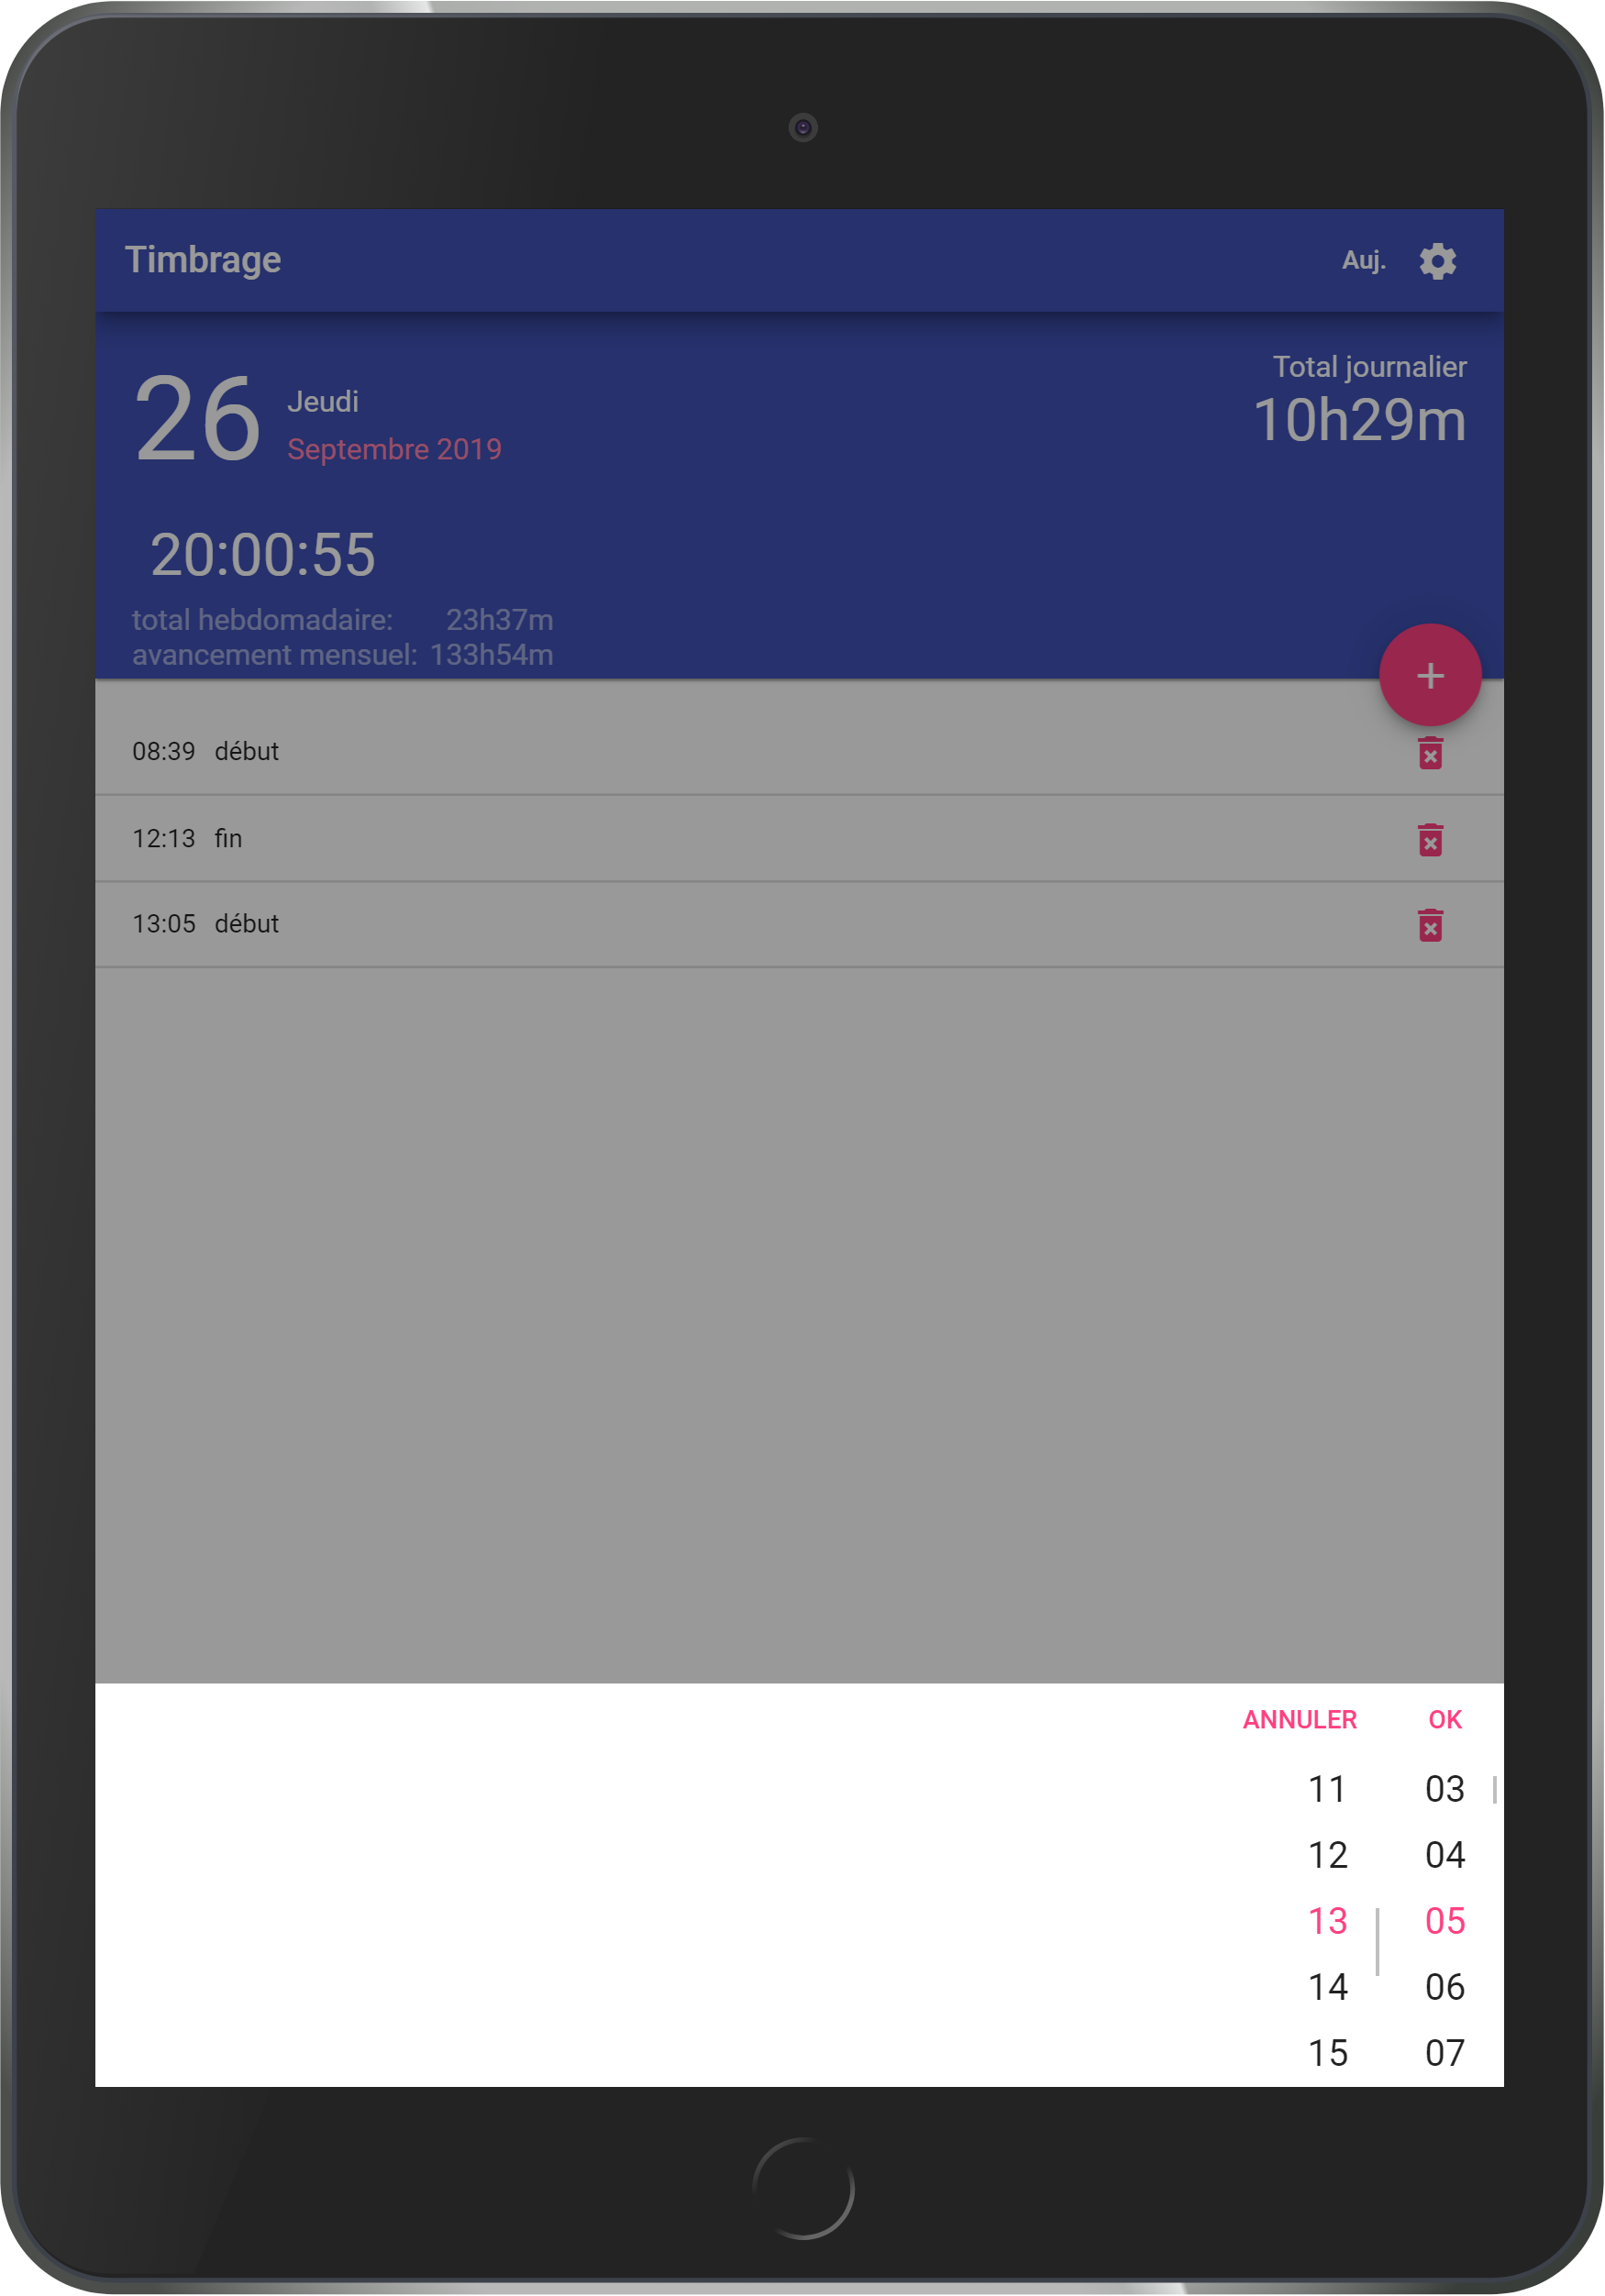 Timbrage Auj.
26 Jeudi
Septembre 2019
Total journalier
10h29m
20:00:55
total hebdomadaire: 23h37m
avancement mensuel: 133h54m
+
08:39 début
12:13 fin
13:05 début
ANNULER OK
11 03
12 04
13 05
14 06
15 07